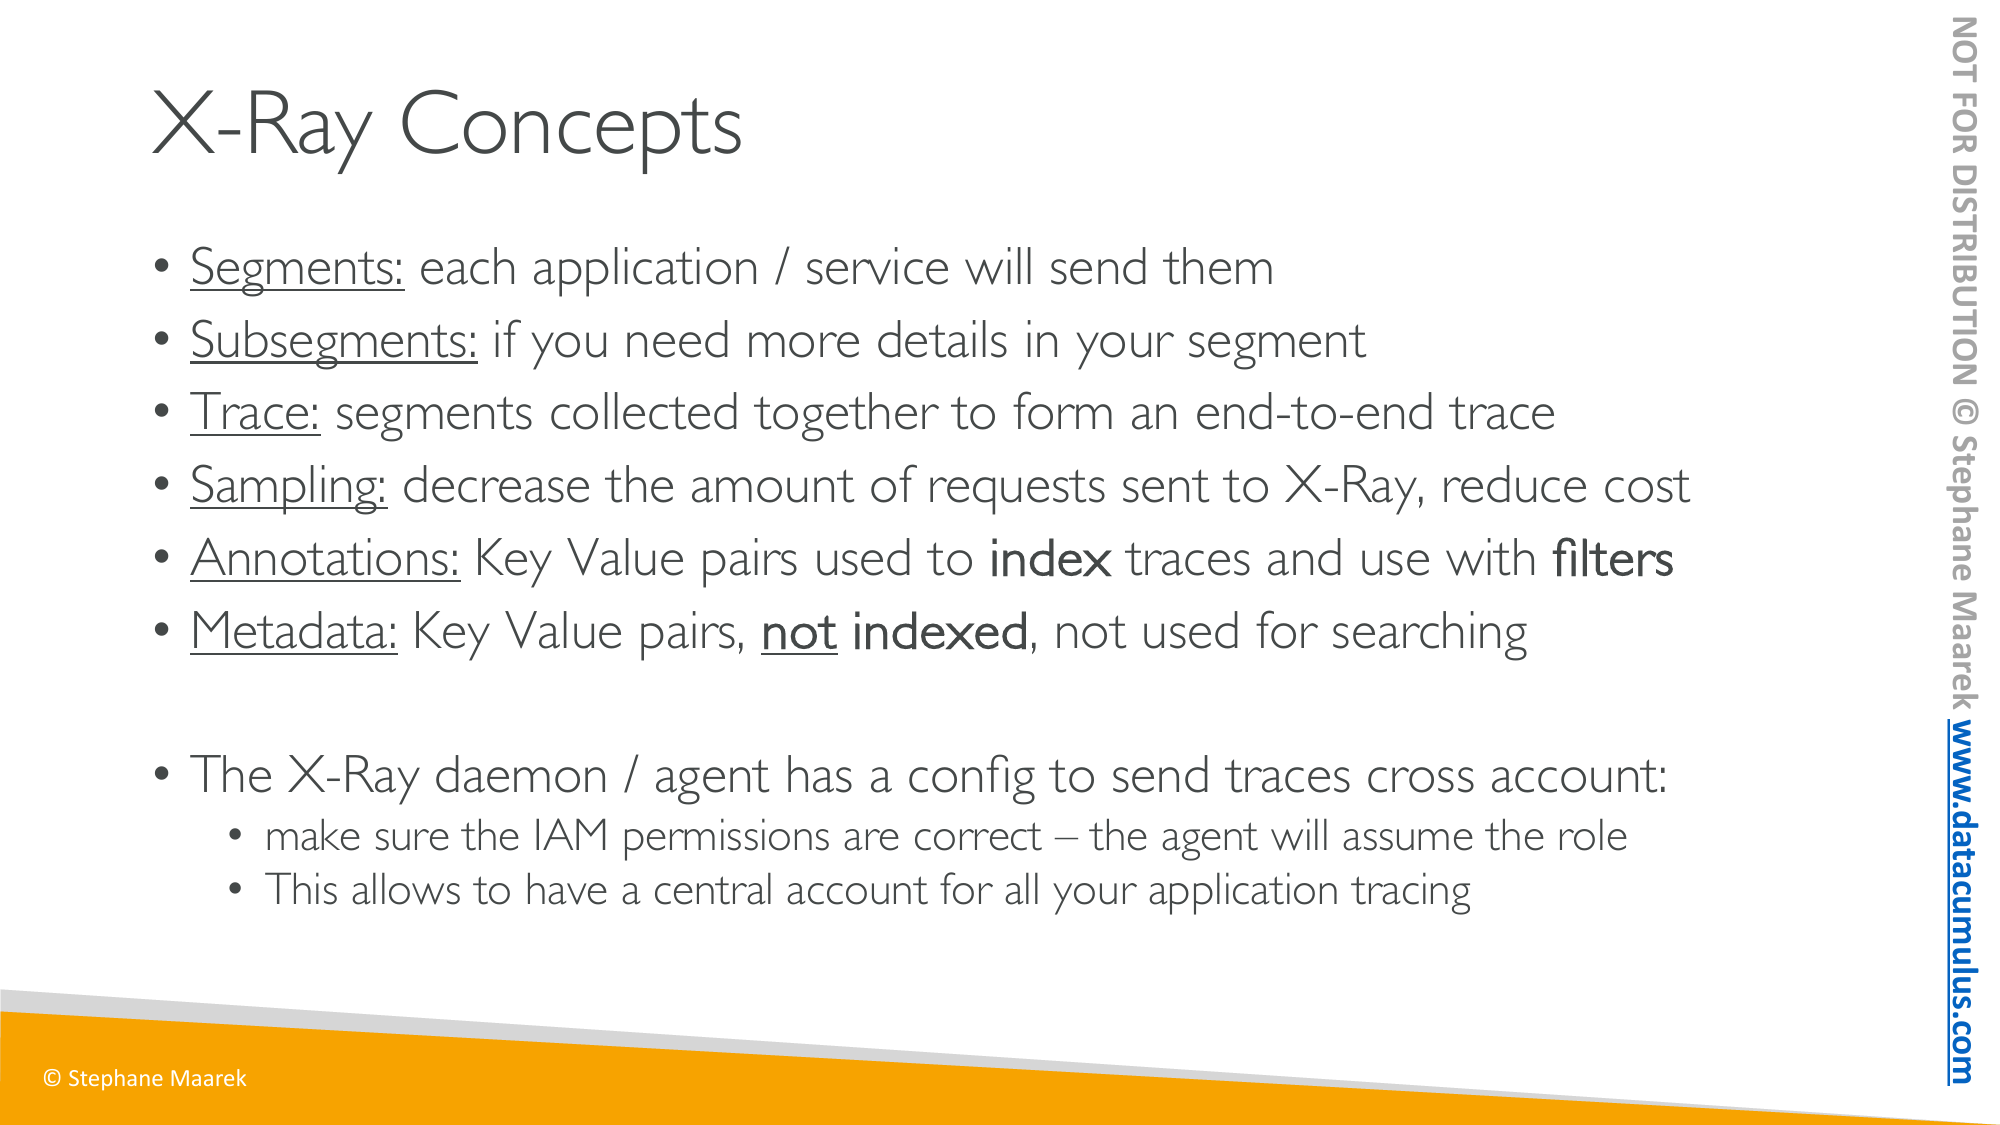 X-Ray Concepts
• Segments: each application / service will send them
• Subsegments: if you need more details in your segment
• Trace: segments collected together to form an end-to-end trace
• Sampling: decrease the amount of requests sent to X-Ray, reduce cost
• Annotations: Key Value pairs used to index traces and use with filters
• Metadata: Key Value pairs, not indexed, not used for searching
• The X-Ray daemon / agent has a config to send traces cross account:
• make sure the IAM permissions are correct – the agent will assume the role
• This allows to have a central account for all your application tracing
© Stephane Maarek
NOT FOR DISTRIBUTION © Stephane Maarek www.datacumulus.com